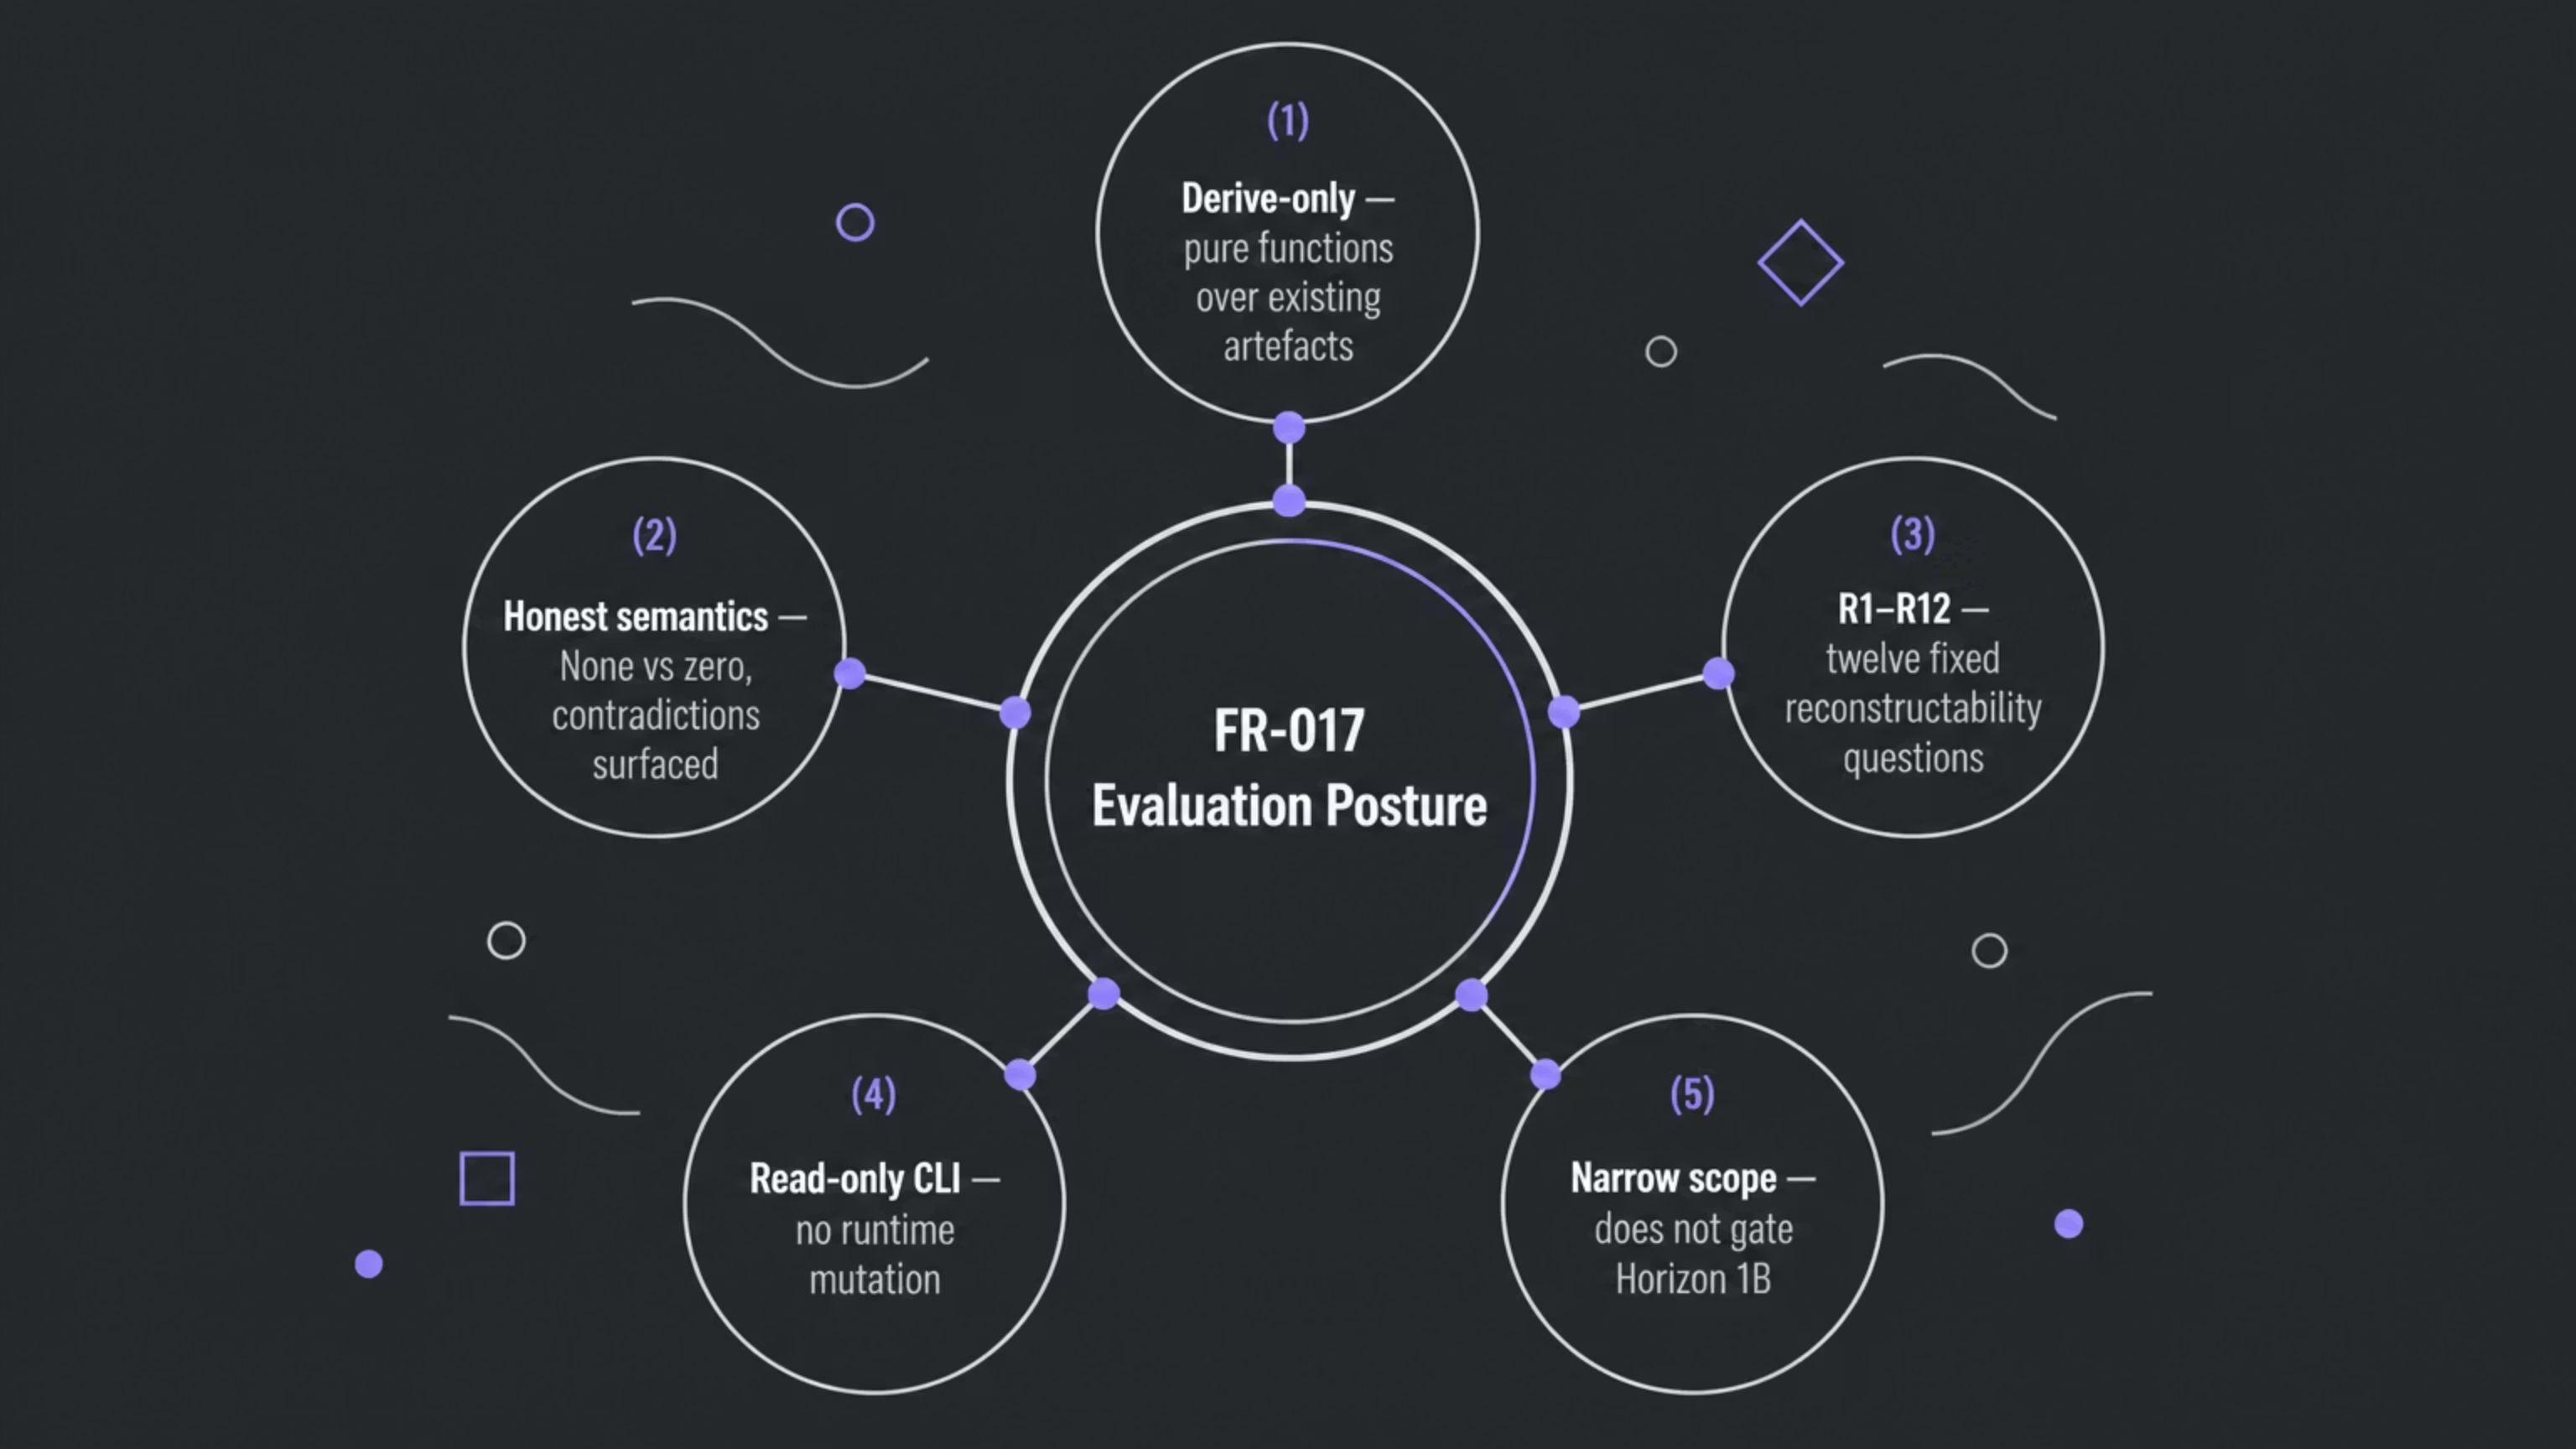 (1)
Derive-only —
pure functions
over existing
artefacts
(2)
Honest semantics —
None vs zero,
contradictions
surfaced
(3)
R1–R12 —
twelve fixed
reconstructability
questions
FR-017
Evaluation Posture
(4)
Read-only CLI —
no runtime
mutation
(5)
Narrow scope —
does not gate
Horizon 1B